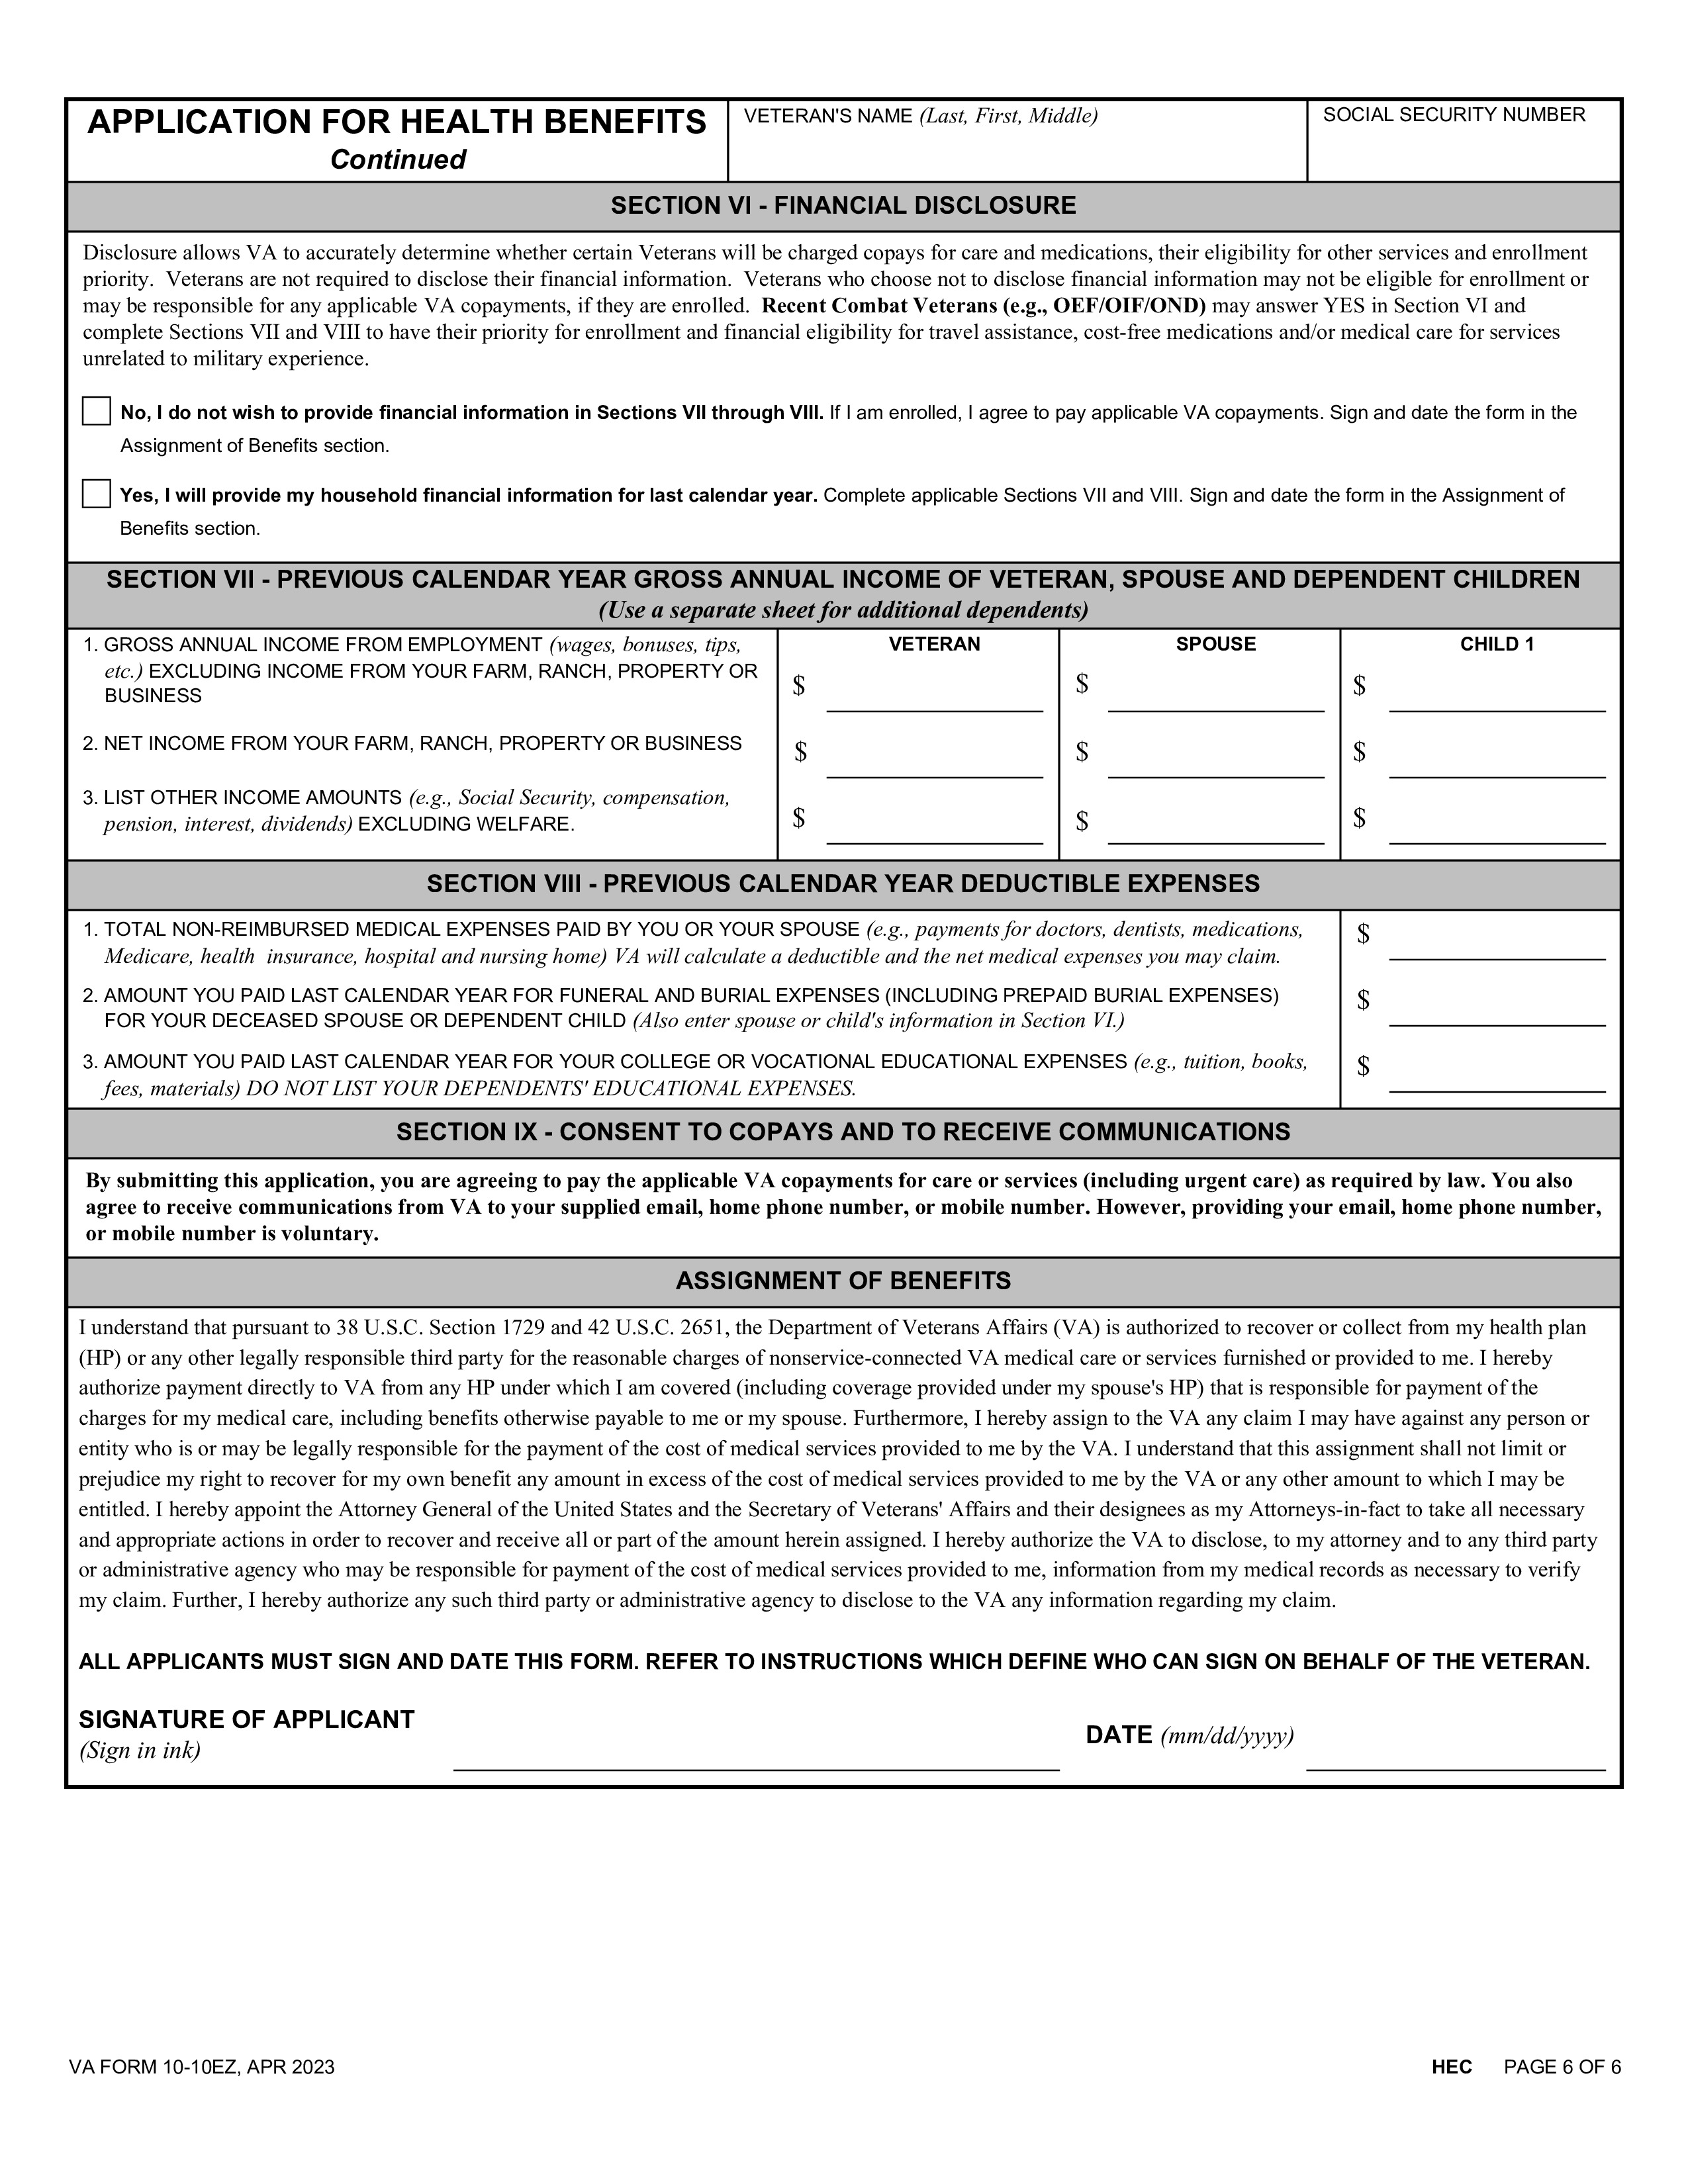 APPLICATION FOR HEALTH BENEFITS
Continued
VETERAN'S NAME (Last, First, Middle)
SOCIAL SECURITY NUMBER
SECTION VI - FINANCIAL DISCLOSURE
Disclosure allows VA to accurately determine whether certain Veterans will be charged copays for care and medications, their eligibility for other services and enrollment
priority.  Veterans are not required to disclose their financial information.  Veterans who choose not to disclose financial information may not be eligible for enrollment or
may be responsible for any applicable VA copayments, if they are enrolled.  Recent Combat Veterans (e.g., OEF/OIF/OND) may answer YES in Section VI and
complete Sections VII and VIII to have their priority for enrollment and financial eligibility for travel assistance, cost-free medications and/or medical care for services
unrelated to military experience.
No, I do not wish to provide financial information in Sections VII through VIII. If I am enrolled, I agree to pay applicable VA copayments. Sign and date the form in the
Assignment of Benefits section.
Yes, I will provide my household financial information for last calendar year. Complete applicable Sections VII and VIII. Sign and date the form in the Assignment of
Benefits section.
SECTION VII - PREVIOUS CALENDAR YEAR GROSS ANNUAL INCOME OF VETERAN, SPOUSE AND DEPENDENT CHILDREN
(Use a separate sheet for additional dependents)
1. GROSS ANNUAL INCOME FROM EMPLOYMENT (wages, bonuses, tips,
etc.) EXCLUDING INCOME FROM YOUR FARM, RANCH, PROPERTY OR
BUSINESS
VETERAN
SPOUSE
CHILD 1
$
$
$
2. NET INCOME FROM YOUR FARM, RANCH, PROPERTY OR BUSINESS
$
$
$
3. LIST OTHER INCOME AMOUNTS (e.g., Social Security, compensation,
pension, interest, dividends) EXCLUDING WELFARE.
$
$
$
SECTION VIII - PREVIOUS CALENDAR YEAR DEDUCTIBLE EXPENSES
1. TOTAL NON-REIMBURSED MEDICAL EXPENSES PAID BY YOU OR YOUR SPOUSE (e.g., payments for doctors, dentists, medications,
Medicare, health  insurance, hospital and nursing home) VA will calculate a deductible and the net medical expenses you may claim.
$
2. AMOUNT YOU PAID LAST CALENDAR YEAR FOR FUNERAL AND BURIAL EXPENSES (INCLUDING PREPAID BURIAL EXPENSES)
FOR YOUR DECEASED SPOUSE OR DEPENDENT CHILD (Also enter spouse or child's information in Section VI.)
$
3. AMOUNT YOU PAID LAST CALENDAR YEAR FOR YOUR COLLEGE OR VOCATIONAL EDUCATIONAL EXPENSES (e.g., tuition, books,
fees, materials) DO NOT LIST YOUR DEPENDENTS' EDUCATIONAL EXPENSES.
$
SECTION IX - CONSENT TO COPAYS AND TO RECEIVE COMMUNICATIONS
By submitting this application, you are agreeing to pay the applicable VA copayments for care or services (including urgent care) as required by law. You also
agree to receive communications from VA to your supplied email, home phone number, or mobile number. However, providing your email, home phone number,
or mobile number is voluntary.
ASSIGNMENT OF BENEFITS
I understand that pursuant to 38 U.S.C. Section 1729 and 42 U.S.C. 2651, the Department of Veterans Affairs (VA) is authorized to recover or collect from my health plan
(HP) or any other legally responsible third party for the reasonable charges of nonservice-connected VA medical care or services furnished or provided to me. I hereby
authorize payment directly to VA from any HP under which I am covered (including coverage provided under my spouse's HP) that is responsible for payment of the
charges for my medical care, including benefits otherwise payable to me or my spouse. Furthermore, I hereby assign to the VA any claim I may have against any person or
entity who is or may be legally responsible for the payment of the cost of medical services provided to me by the VA. I understand that this assignment shall not limit or
prejudice my right to recover for my own benefit any amount in excess of the cost of medical services provided to me by the VA or any other amount to which I may be
entitled. I hereby appoint the Attorney General of the United States and the Secretary of Veterans' Affairs and their designees as my Attorneys-in-fact to take all necessary
and appropriate actions in order to recover and receive all or part of the amount herein assigned. I hereby authorize the VA to disclose, to my attorney and to any third party
or administrative agency who may be responsible for payment of the cost of medical services provided to me, information from my medical records as necessary to verify
my claim. Further, I hereby authorize any such third party or administrative agency to disclose to the VA any information regarding my claim.
ALL APPLICANTS MUST SIGN AND DATE THIS FORM. REFER TO INSTRUCTIONS WHICH DEFINE WHO CAN SIGN ON BEHALF OF THE VETERAN.
SIGNATURE OF APPLICANT
(Sign in ink)
DATE (mm/dd/yyyy)
VA FORM 10-10EZ, APR 2023
HEC PAGE 6 OF 6